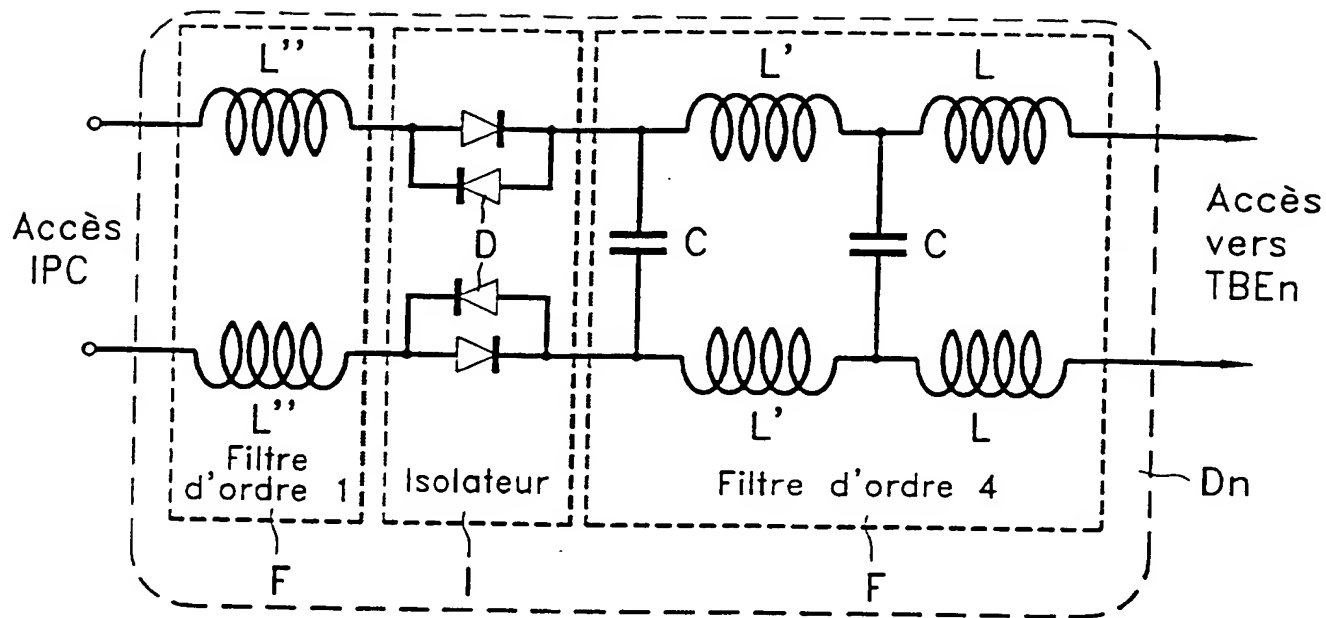 L''
L'
L
Accès
IPC
D
C
C
Accès
vers
TBEn
L''
L'
L
Filtre
d'ordre 1
Isolateur
Filtre d'ordre 4
Dn
F
I
F